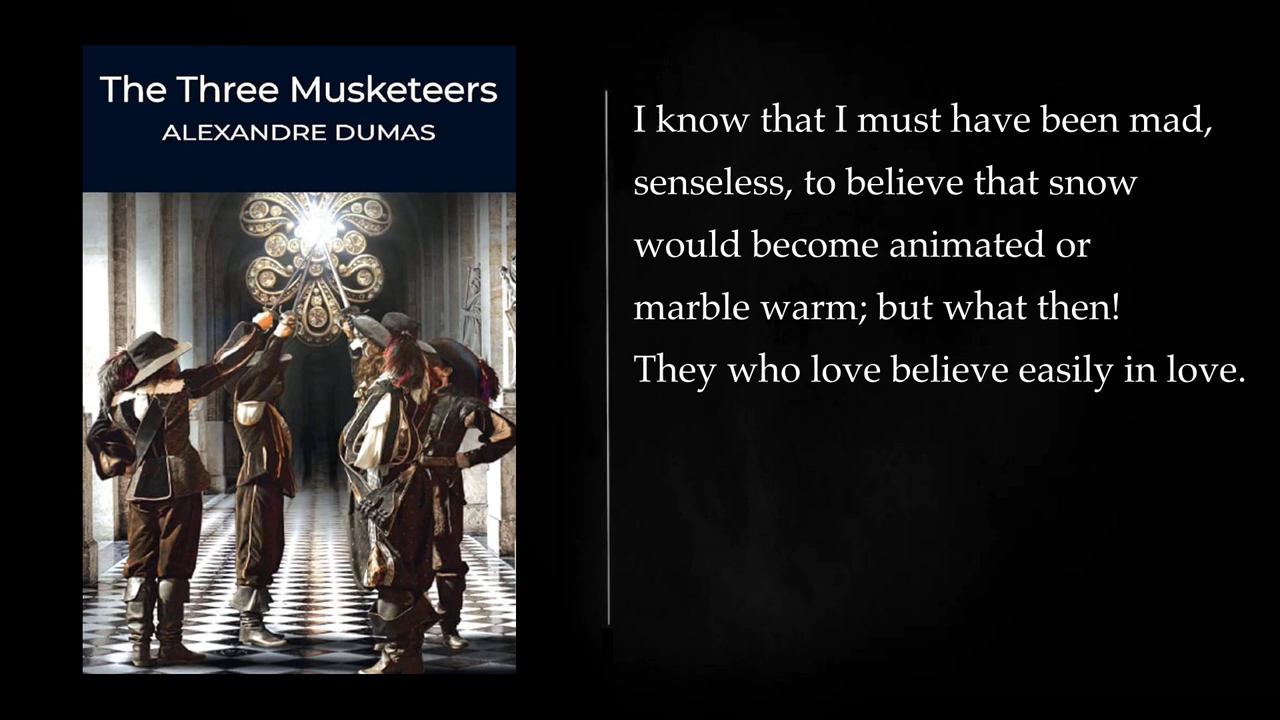 The Three Musketeers
ALEXANDRE DUMAS
I know that I must have been mad,
senseless, to believe that snow
would become animated or
marble warm; but what then!
They who love believe easily in love.